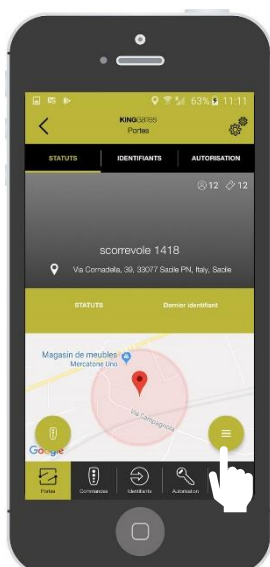 63% 11:11
KINGgates
Portes
STATUTS IDENTIFIANTS AUTORISATION
12 12
scorrevole 1418
Via Cornadella, 39, 33077 Sacile PN, Italy, Sacile
STATUTS Dernier identifiant
Magasin de meubles
Mercatone Uno
Via Campagnola
Google
Portes Commandes Identifiants Autorisation